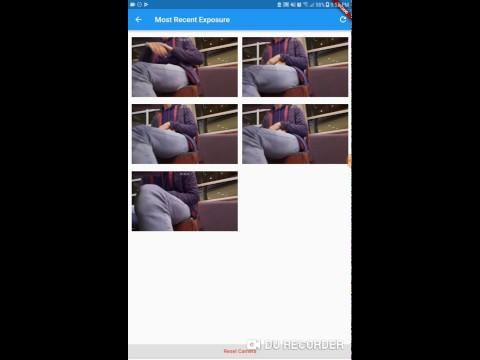 Most Recent Exposure
Reset Camera
DU RECORDER